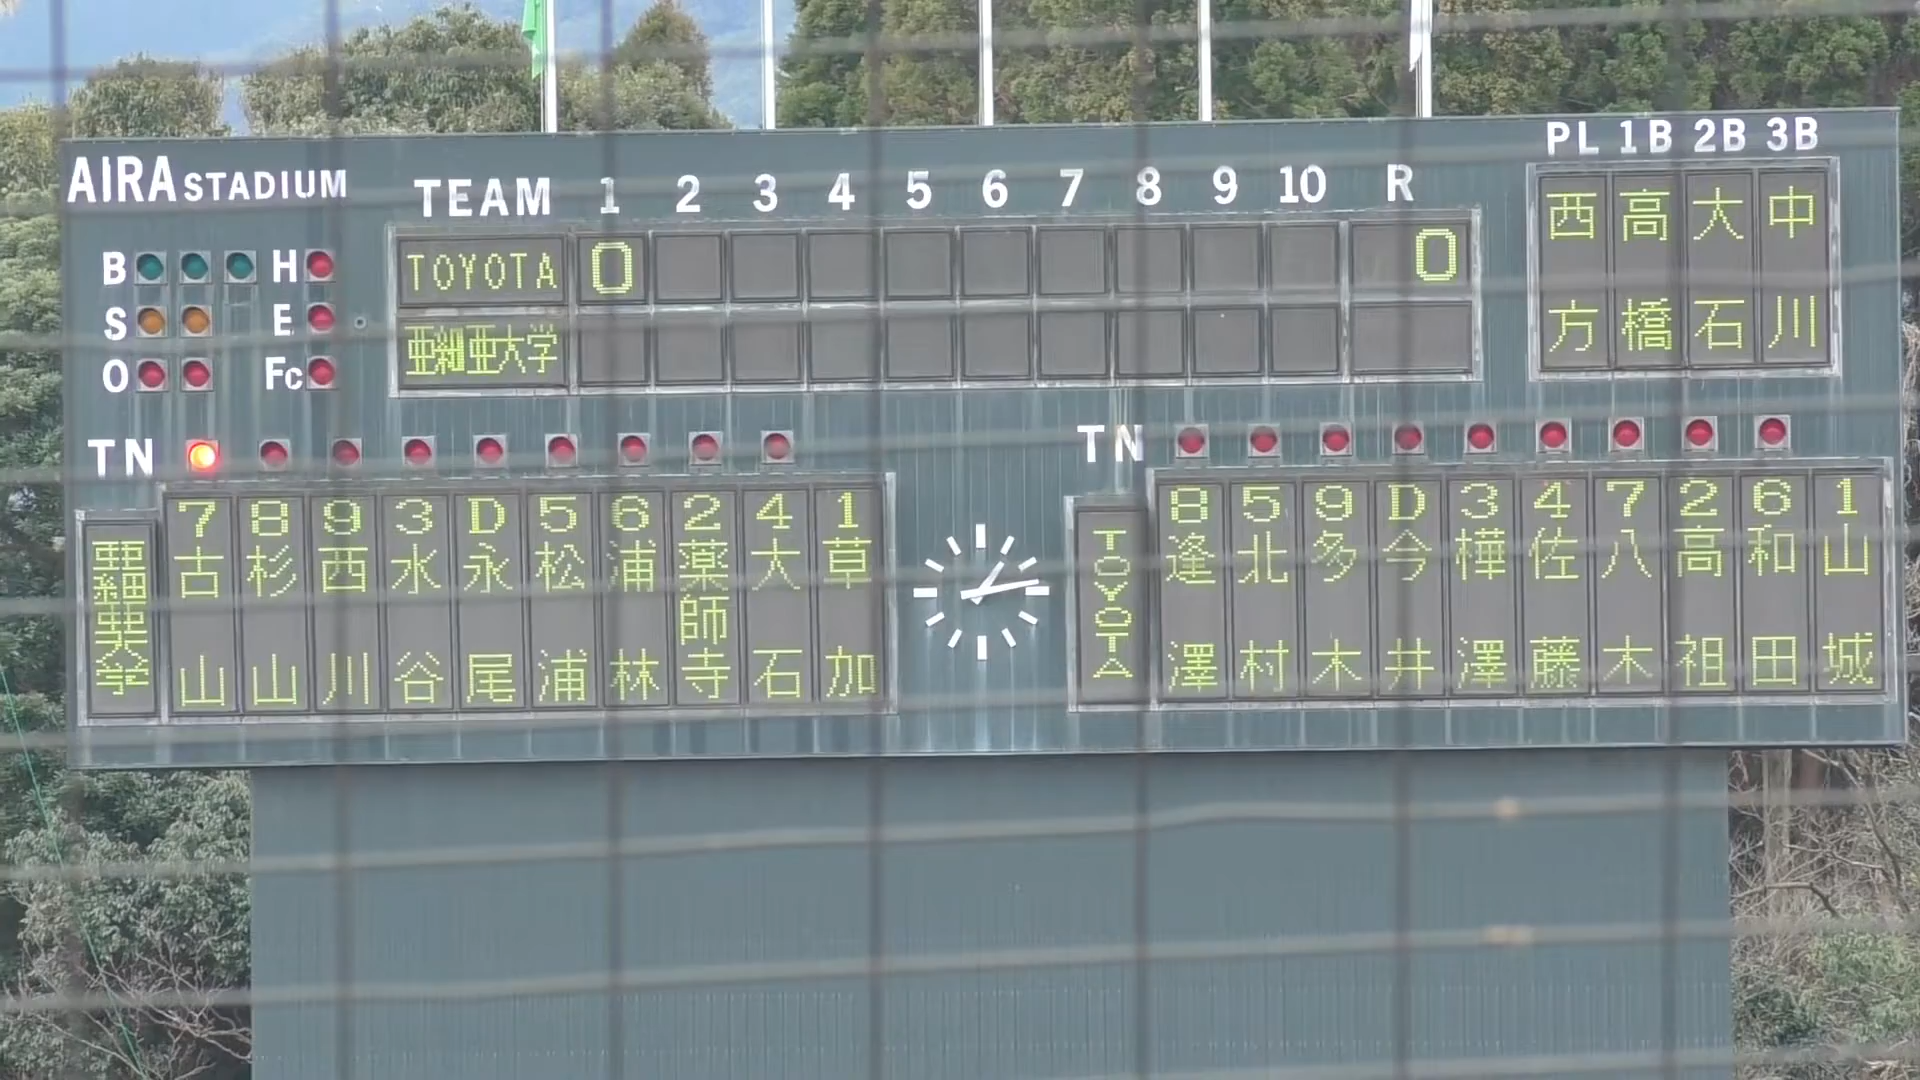 AIRA STADIUM
TEAM 1 2 3 4 5 6 7 8 9 10 R
PL 1B 2B 3B
TOYOTA 0 0
亜細亜大学
西方
高橋
大石
中川
B H
S E
O Fc
TN
亜細亜大学
7 古山
8 杉山
9 西川
3 水谷
D 永尾
5 松浦
6 浦林
2 薬師寺
4 大石
1 草加
TN
TOYOTA
8 逢澤
5 北村
9 多木
D 今井
3 樺澤
4 佐藤
7 八木
2 高祖
6 和田
1 山城